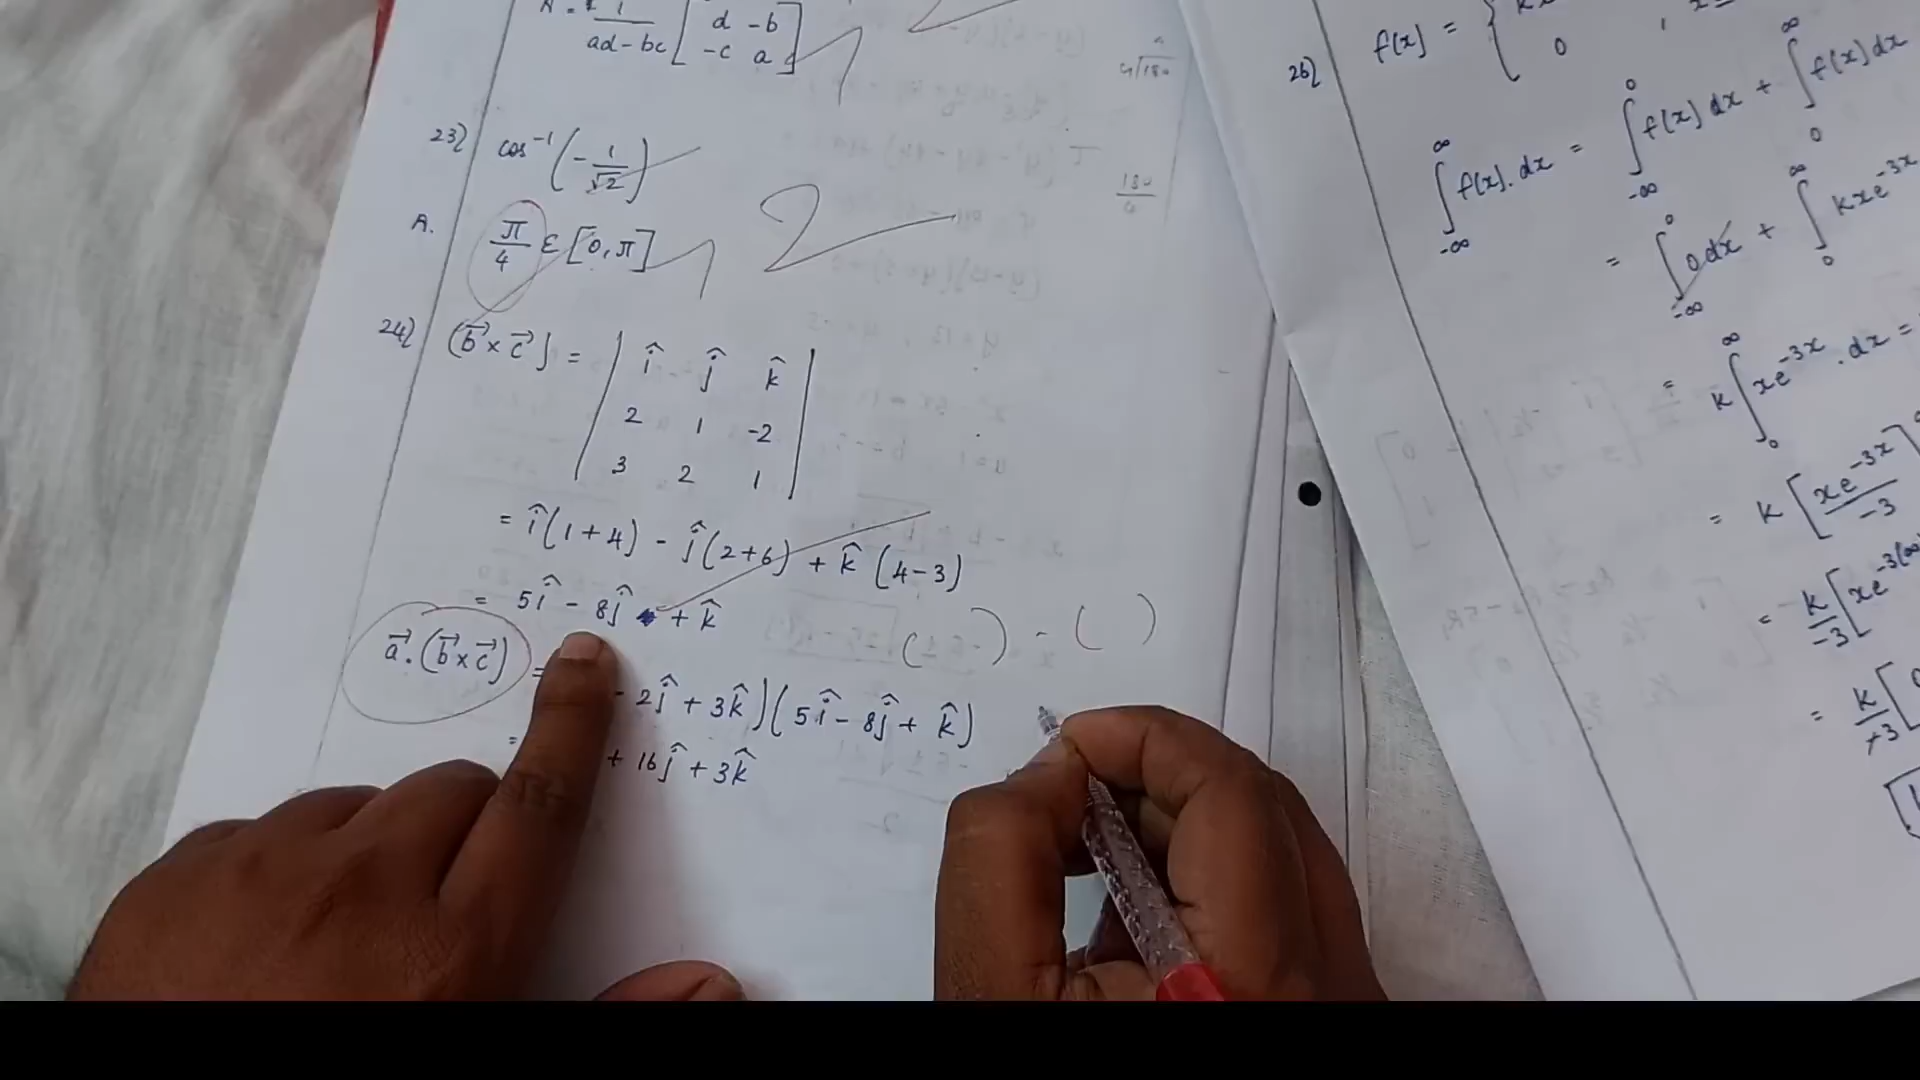 1/(ad-bc) [d -b
-c a]
23) cos⁻¹(-1/√2)
A. π/4 ε [0, π]
2
24) (b⃗ × c⃗) = | î ĵ k̂
2 1 -2
3 2 1 |
= î(1+4) - ĵ(2+6) + k̂(4-3)
= 5î - 8ĵ + k̂
( ) - ( )
a⃗.(b⃗ × c⃗) =
- 2ĵ + 3k̂)(5î - 8ĵ + k̂)
=
+ 16ĵ + 3k̂
26) f(x) = {
0 ,
∫_{-∞}^{∞} f(x).dx = ∫_{-∞}^{0} f(x)dx + ∫_{0}^{∞} f(x)dx
= ∫_{-∞}^{0} 0dx + ∫_{0}^{∞} kxe^{-3x}
= k∫_{0}^{∞} xe^{-3x}.dx =
= k[xe^{-3x}/-3]
= k/-3 [xe^{-3(∞)}
= k/-3 [